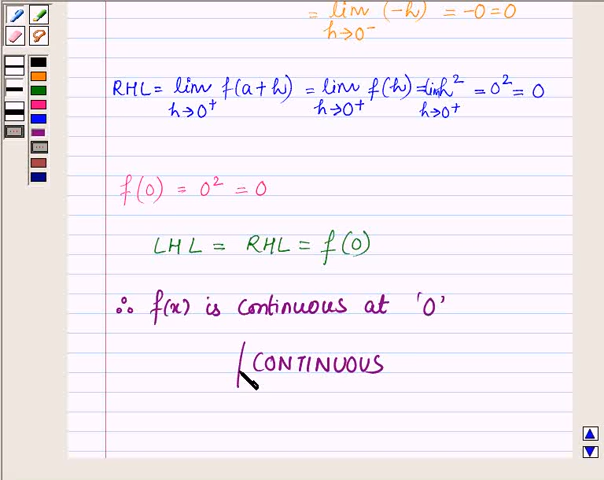 = lim h→0⁻ (-h) = -0 = 0
RHL = lim h→0⁺ f(a+h) = lim h→0⁺ f(h) = lim h→0⁺ h² = 0² = 0
f(0) = 0² = 0
LHL = RHL = f(0)
∴ f(x) is continuous at '0'
CONTINUOUS